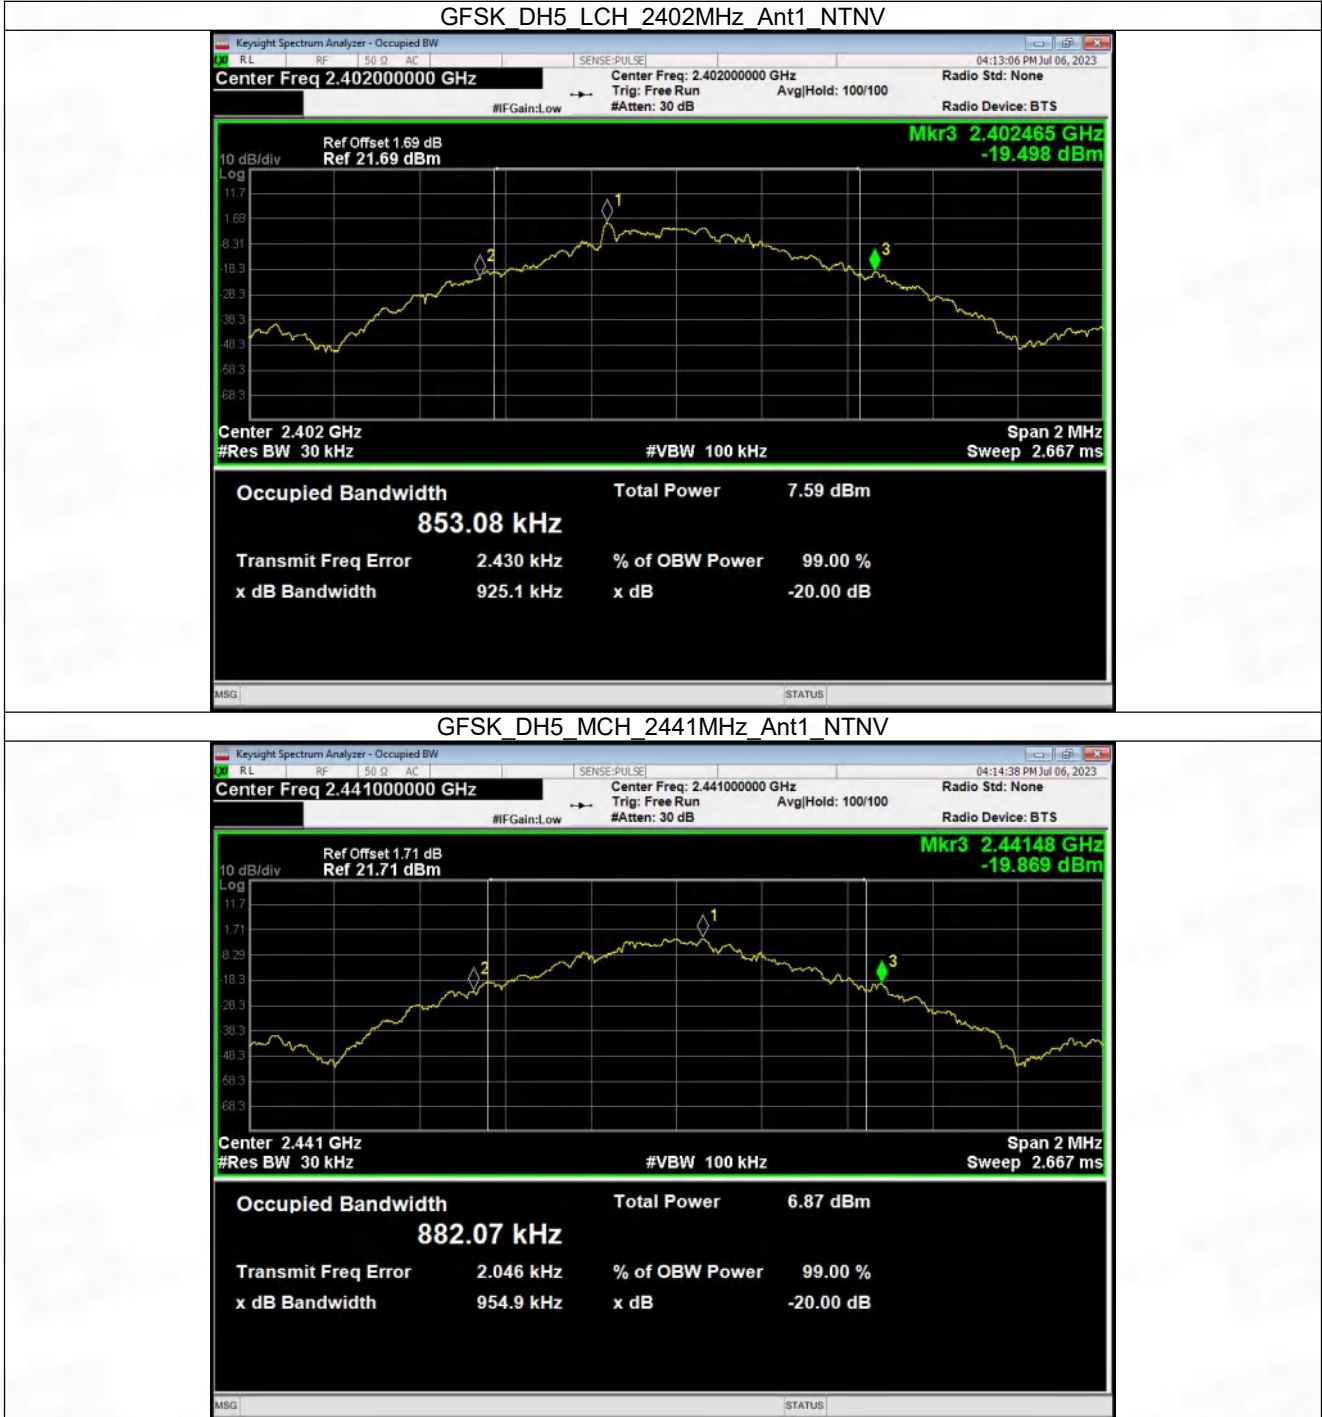 GFSK_DH5_LCH_2402MHz_Ant1_NTNV
Keysight Spectrum Analyzer - Occupied BW
RL RF 50 Ω AC SENSE:PULSE 04:13:06 PM Jul 06, 2023
Center Freq 2.402000000 GHz Center Freq: 2.402000000 GHz Radio Std: None
Trig: Free Run Avg|Hold: 100/100
#IFGain:Low #Atten: 30 dB Radio Device: BTS
Ref Offset 1.69 dB Mkr3 2.402465 GHz
10 dB/div Ref 21.69 dBm -19.498 dBm
Log
11.7
1
1.69
-8.31
2 3
-18.3
-28.3
-38.3
-48.3
-58.3
-68.3
Center 2.402 GHz Span 2 MHz
#Res BW 30 kHz #VBW 100 kHz Sweep 2.667 ms
Occupied Bandwidth Total Power 7.59 dBm
853.08 kHz
Transmit Freq Error 2.430 kHz % of OBW Power 99.00 %
x dB Bandwidth 925.1 kHz x dB -20.00 dB
MSG STATUS
GFSK_DH5_MCH_2441MHz_Ant1_NTNV
Keysight Spectrum Analyzer - Occupied BW
RL RF 50 Ω AC SENSE:PULSE 04:14:38 PM Jul 06, 2023
Center Freq 2.441000000 GHz Center Freq: 2.441000000 GHz Radio Std: None
Trig: Free Run Avg|Hold: 100/100
#IFGain:Low #Atten: 30 dB Radio Device: BTS
Ref Offset 1.71 dB Mkr3 2.44148 GHz
10 dB/div Ref 21.71 dBm -19.869 dBm
Log
11.7
1
1.71
-8.29
2 3
-18.3
-28.3
-38.3
-48.3
-58.3
-68.3
Center 2.441 GHz Span 2 MHz
#Res BW 30 kHz #VBW 100 kHz Sweep 2.667 ms
Occupied Bandwidth Total Power 6.87 dBm
882.07 kHz
Transmit Freq Error 2.046 kHz % of OBW Power 99.00 %
x dB Bandwidth 954.9 kHz x dB -20.00 dB
MSG STATUS